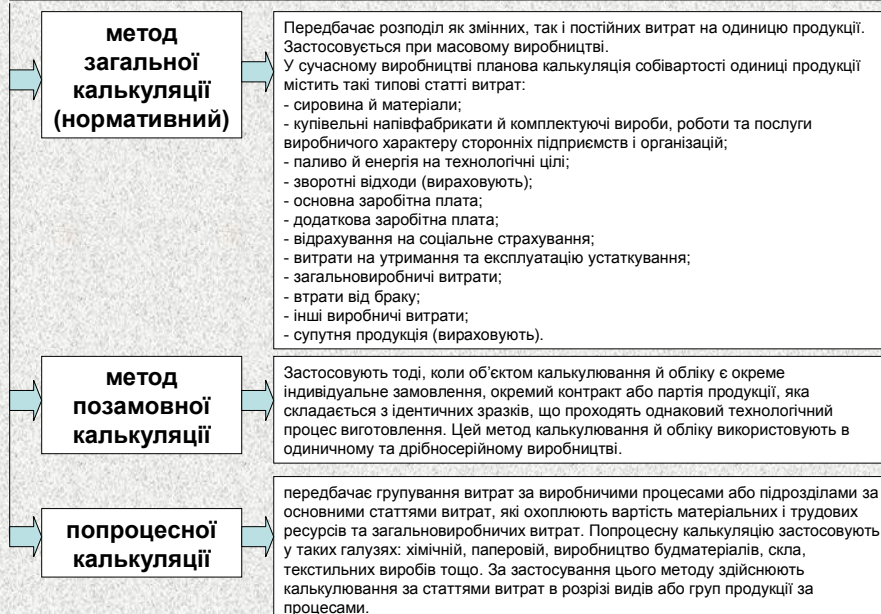 метод
загальної
калькуляції
(нормативний)
Передбачає розподіл як змінних, так і постійних витрат на одиницю продукції.
Застосовується при масовому виробництві.
У сучасному виробництві планова калькуляція собівартості одиниці продукції
містить такі типові статті витрат:
- сировина й матеріали;
- купівельні напівфабрикати й комплектуючі вироби, роботи та послуги
виробничого характеру сторонніх підприємств і організацій;
- паливо й енергія на технологічні цілі;
- зворотні відходи (вираховують);
- основна заробітна плата;
- додаткова заробітна плата;
- відрахування на соціальне страхування;
- витрати на утримання та експлуатацію устаткування;
- загальновиробничі витрати;
- втрати від браку;
- інші виробничі витрати;
- супутня продукція (вираховують).
метод
позамовної
калькуляції
Застосовують тоді, коли об’єктом калькулювання й обліку є окреме
індивідуальне замовлення, окремий контракт або партія продукції, яка
складається з ідентичних зразків, що проходять однаковий технологічний
процес виготовлення. Цей метод калькулювання й обліку використовують в
одиничному та дрібносерійному виробництві.
попроцесної
калькуляції
передбачає групування витрат за виробничими процесами або підрозділами за
основними статтями витрат, які охоплюють вартість матеріальних і трудових
ресурсів та загальновиробничих витрат. Попроцесну калькуляцію застосовують
у таких галузях: хімічній, паперовій, виробництво будматеріалів, скла,
текстильних виробів тощо. За застосування цього методу здійснюють
калькулювання за статтями витрат в розрізі видів або груп продукції за
процесами.